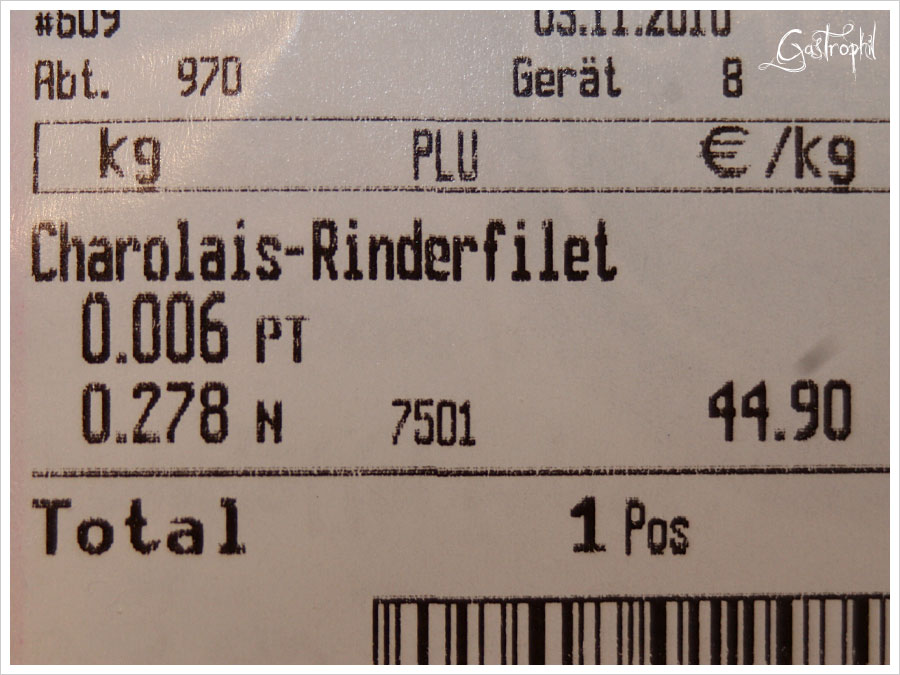 #609 03.11.2010
Gastrophil
Abt. 970 Gerät 8
kg PLU €/kg
Charolais-Rinderfilet
0.006 PT
0.278 N 7501 44.90
Total 1 Pos